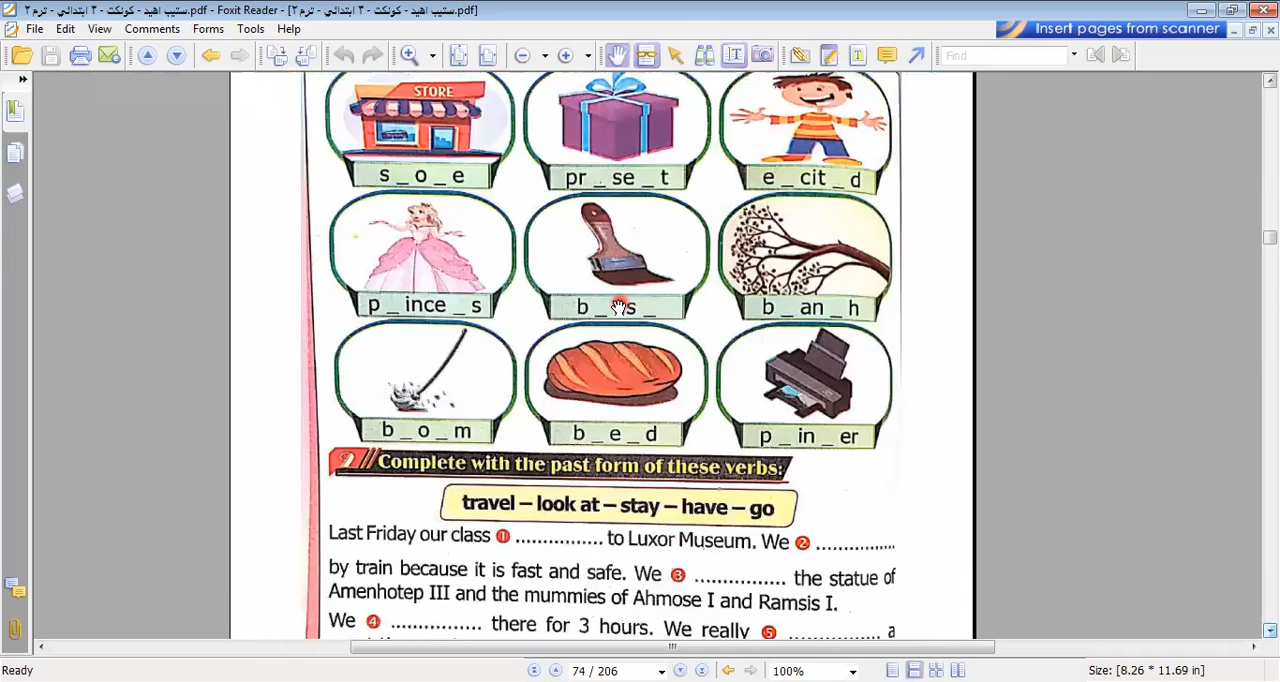 ستيب اهيد - كونكت - ٣ ابتدائي - ترم ٢.pdf - Foxit Reader - [ستيب اهيد - كونكت - ٣ ابتدائي - ترم ٢.pdf]
File Edit View Comments Forms Tools Help
Insert pages from scanner
Find
STORE
s _ o _ e pr _ se _ t e _ cit _ d
p _ ince _ s b _ s _ b _ an _ h
b _ o _ m b _ e _ d p _ in _ er
2 Complete with the past form of these verbs:
travel – look at – stay – have – go
Last Friday our class 1 ............... to Luxor Museum. We 2 ...............
by train because it is fast and safe. We 3 ............... the statue of
Amenhotep III and the mummies of Ahmose I and Ramsis I.
We 4 ............... there for 3 hours. We really 5 ............... a
Ready 74 / 206 100% Size: [8.26 * 11.69 in]